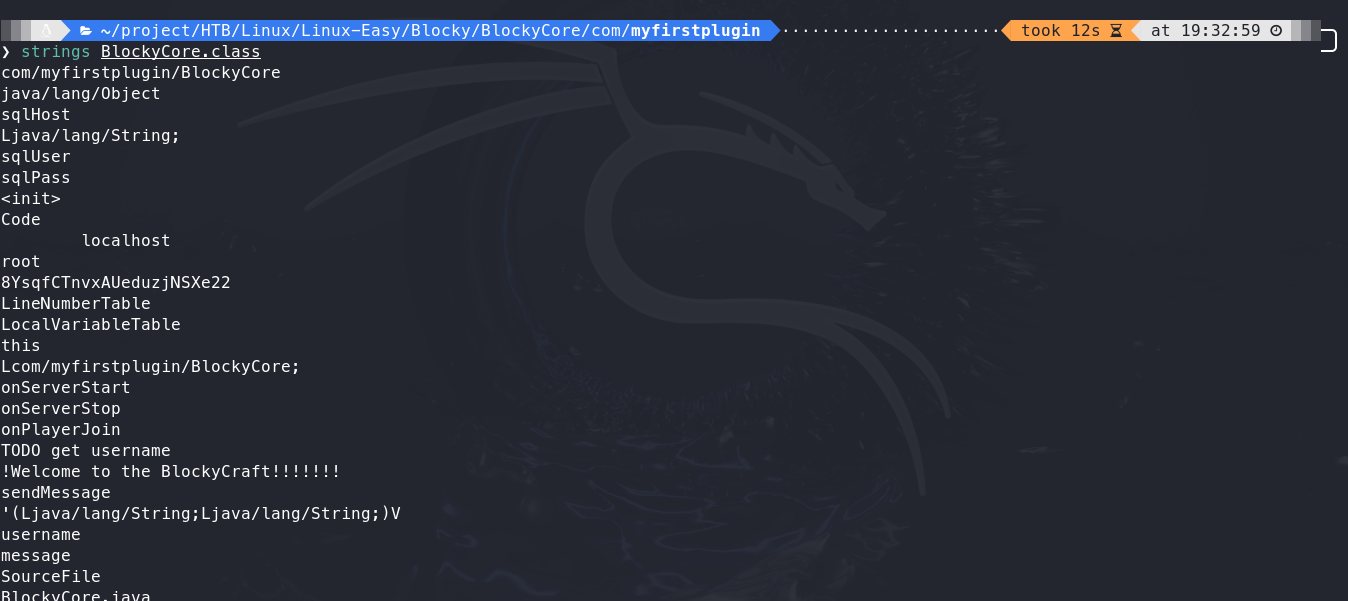 ~/project/HTB/Linux/Linux-Easy/Blocky/BlockyCore/com/myfirstplugin took 12s at 19:32:59
❯ strings BlockyCore.class
com/myfirstplugin/BlockyCore
java/lang/Object
sqlHost
Ljava/lang/String;
sqlUser
sqlPass
<init>
Code
localhost
root
8YsqfCTnvxAUeduzjNSXe22
LineNumberTable
LocalVariableTable
this
Lcom/myfirstplugin/BlockyCore;
onServerStart
onServerStop
onPlayerJoin
TODO get username
!Welcome to the BlockyCraft!!!!!!!
sendMessage
'(Ljava/lang/String;Ljava/lang/String;)V
username
message
SourceFile
BlockyCore.java